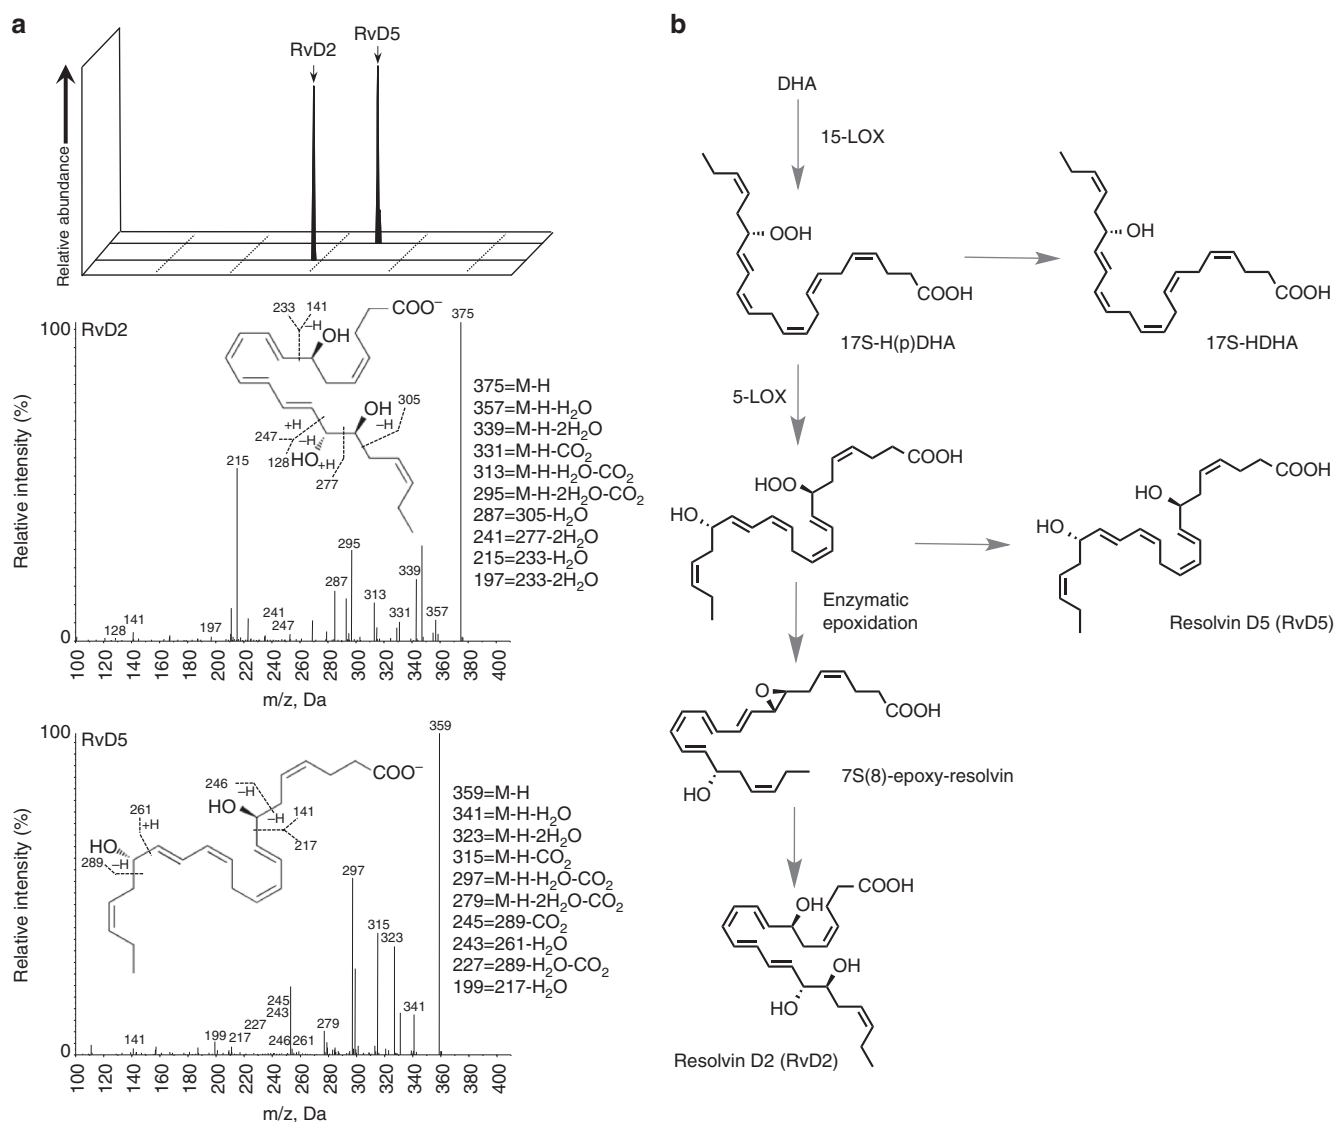 a
RvD2
RvD5
Relative abundance
RvD2
Relative intensity (%)
100
0
233
141
–H
OH
COO–
375
OH
–H
305
+H
247
–H
128
HO
+H
277
215
295
287
339
313
331
357
241
247
197
141
128
375=M-H
357=M-H-H2O
339=M-H-2H2O
331=M-H-CO2
313=M-H-H2O-CO2
295=M-H-2H2O-CO2
287=305-H2O
241=277-2H2O
215=233-H2O
197=233-2H2O
100 120 140 160 180 200 220 240 260 280 300 320 340 360 380 400
m/z, Da
RvD5
Relative intensity (%)
100
0
359
246
–H
COO–
HO
–H
141
217
261
+H
HO
–H
289
297
315
323
341
279
245
243
227
246
261
199
217
141
359=M-H
341=M-H-H2O
323=M-H-2H2O
315=M-H-CO2
297=M-H-H2O-CO2
279=M-H-2H2O-CO2
245=289-CO2
243=261-H2O
227=289-H2O-CO2
199=217-H2O
100 120 140 160 180 200 220 240 260 280 300 320 340 360 380 400
m/z, Da
b
DHA
15-LOX
OOH
COOH
17S-H(p)DHA
OH
COOH
17S-HDHA
5-LOX
COOH
HOO
HO
COOH
HO
HO
Resolvin D5 (RvD5)
Enzymatic
epoxidation
O
COOH
HO
7S(8)-epoxy-resolvin
COOH
OH
OH
HO
Resolvin D2 (RvD2)